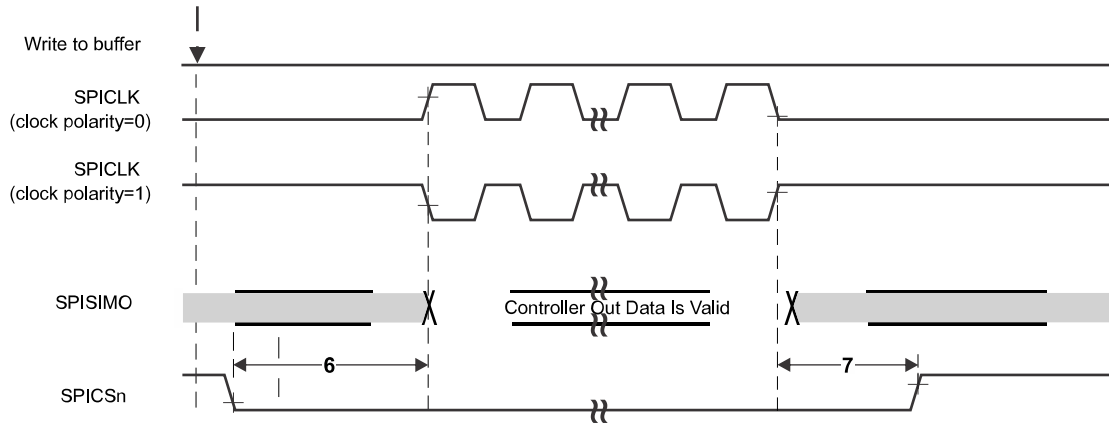 Write to buffer
SPICLK
(clock polarity=0)
SPICLK
(clock polarity=1)
SPISIMO
Controller Out Data Is Valid
6
7
SPICSn